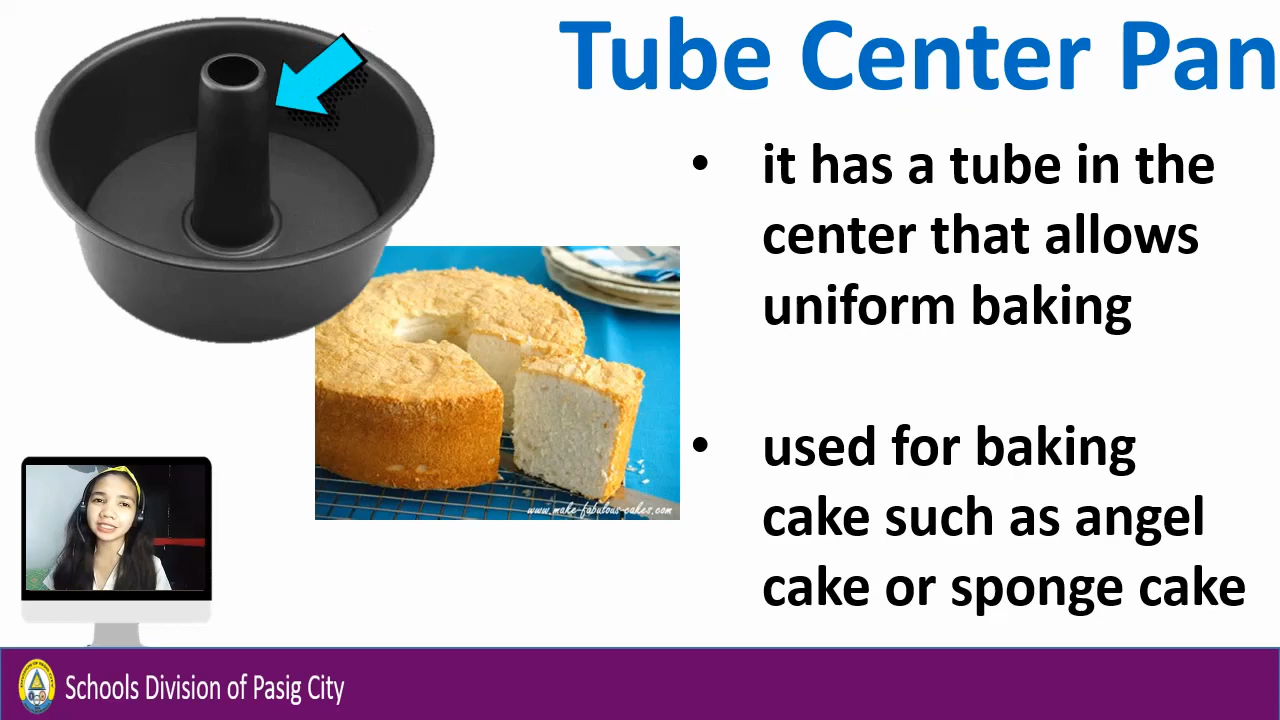 Tube Center Pan
• it has a tube in the
center that allows
uniform baking
• used for baking
cake such as angel
cake or sponge cake
www.make-fabulous-cakes.com
Schools Division of Pasig City